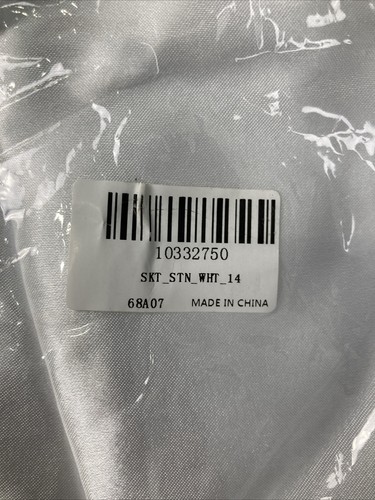 10332750
SKT_STN_WHT_14
68A07 MADE IN CHINA